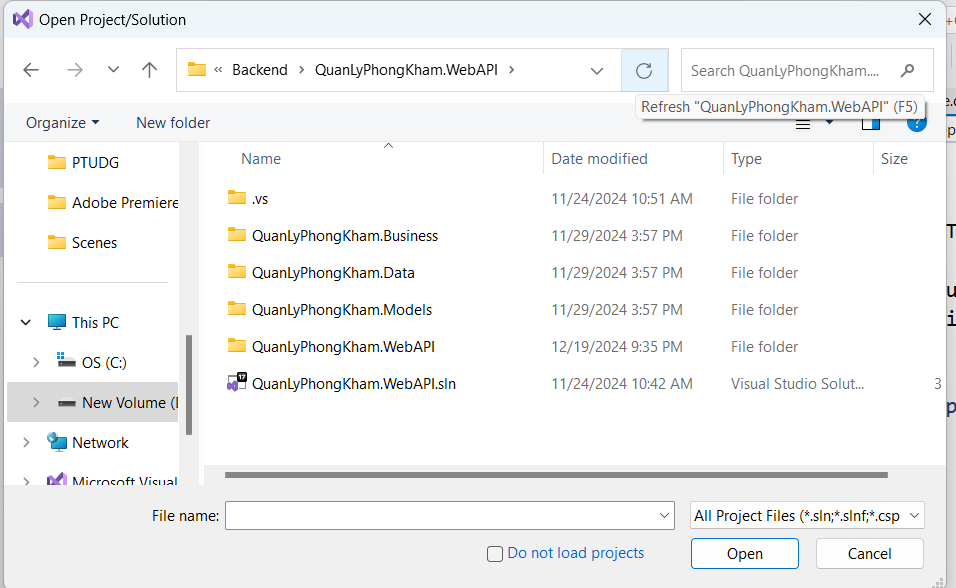 Open Project/Solution
« Backend › QuanLyPhongKham.WebAPI ›
Search QuanLyPhongKham....
Refresh "QuanLyPhongKham.WebAPI" (F5)
Organize
New folder
PTUDG
Adobe Premiere
Scenes
This PC
OS (C:)
New Volume (
Network
Microsoft Visual
Name Date modified Type Size
.vs 11/24/2024 10:51 AM File folder
QuanLyPhongKham.Business 11/29/2024 3:57 PM File folder
QuanLyPhongKham.Data 11/29/2024 3:57 PM File folder
QuanLyPhongKham.Models 11/29/2024 3:57 PM File folder
QuanLyPhongKham.WebAPI 12/19/2024 9:35 PM File folder
QuanLyPhongKham.WebAPI.sln 11/24/2024 10:42 AM Visual Studio Solut... 3
File name:
All Project Files (*.sln;*.slnf;*.csp
Do not load projects
Open
Cancel